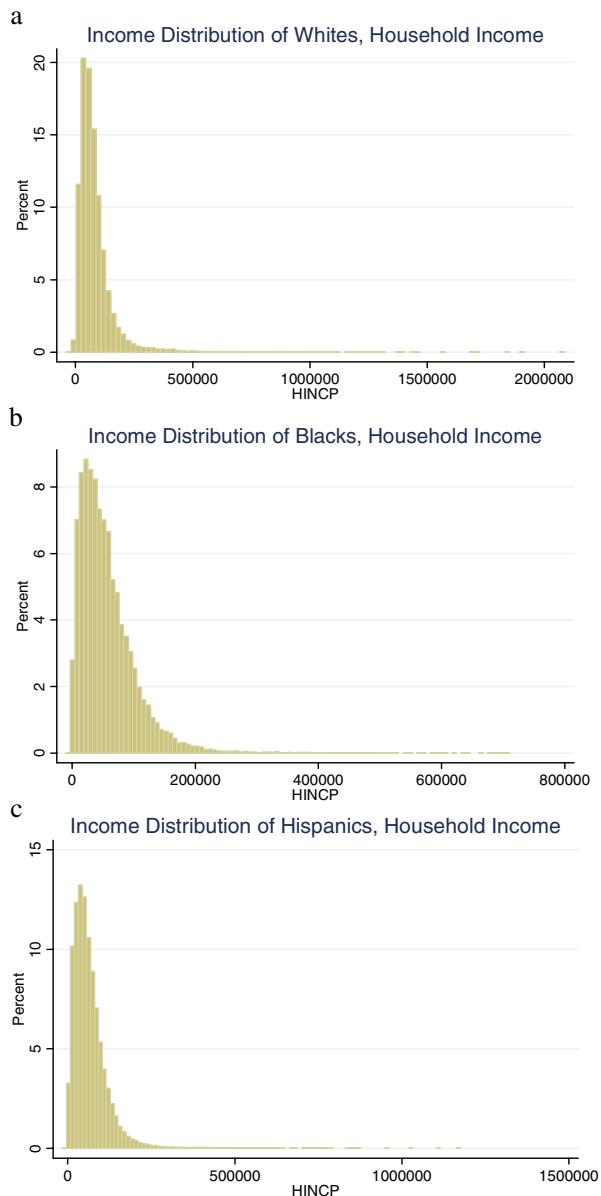 a
Income Distribution of Whites, Household Income
20
15
10
5
0
Percent
0 500000 1000000 1500000 2000000
HINCP
b
Income Distribution of Blacks, Household Income
8
6
4
2
0
Percent
0 200000 400000 600000 800000
HINCP
c
Income Distribution of Hispanics, Household Income
15
10
5
0
Percent
0 500000 1000000 1500000
HINCP